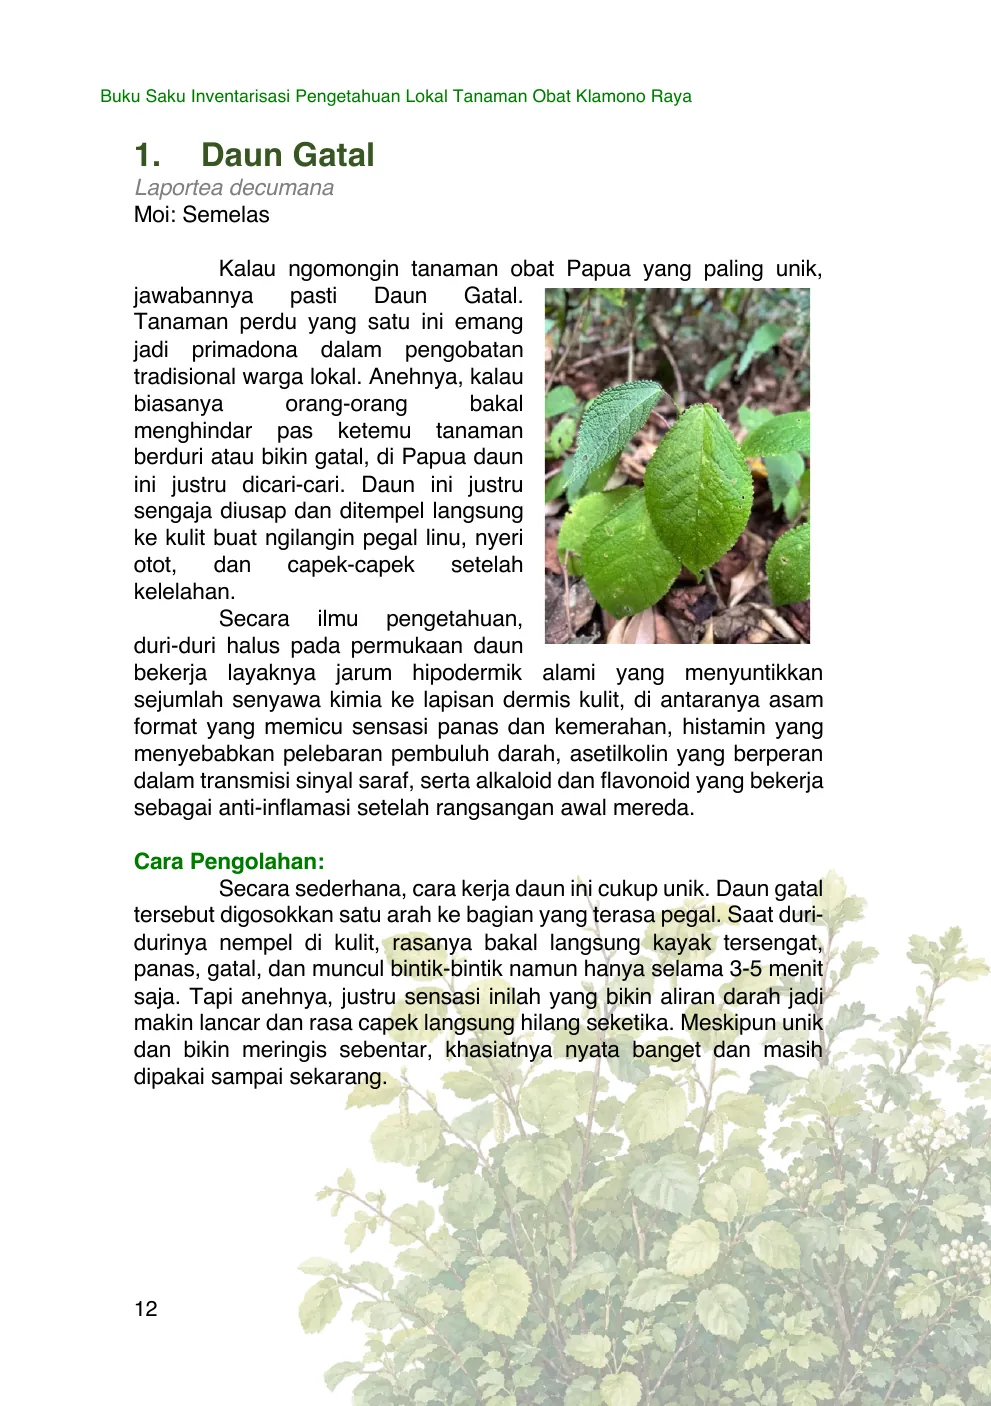 Buku Saku Inventarisasi Pengetahuan Lokal Tanaman Obat Klamono Raya
1. Daun Gatal
Laportea decumana
Moi: Semelas
Kalau ngomongin tanaman obat Papua yang paling unik,
jawabannya pasti Daun Gatal.
Tanaman perdu yang satu ini emang
jadi primadona dalam pengobatan
tradisional warga lokal. Anehnya, kalau
biasanya orang-orang bakal
menghindar pas ketemu tanaman
berduri atau bikin gatal, di Papua daun
ini justru dicari-cari. Daun ini justru
sengaja diusap dan ditempel langsung
ke kulit buat ngilangin pegal linu, nyeri
otot, dan capek-capek setelah
kelelahan.
Secara ilmu pengetahuan,
duri-duri halus pada permukaan daun
bekerja layaknya jarum hipodermik alami yang menyuntikkan
sejumlah senyawa kimia ke lapisan dermis kulit, di antaranya asam
format yang memicu sensasi panas dan kemerahan, histamin yang
menyebabkan pelebaran pembuluh darah, asetilkolin yang berperan
dalam transmisi sinyal saraf, serta alkaloid dan flavonoid yang bekerja
sebagai anti-inflamasi setelah rangsangan awal mereda.
Cara Pengolahan:
Secara sederhana, cara kerja daun ini cukup unik. Daun gatal
tersebut digosokkan satu arah ke bagian yang terasa pegal. Saat duri-
durinya nempel di kulit, rasanya bakal langsung kayak tersengat,
panas, gatal, dan muncul bintik-bintik namun hanya selama 3-5 menit
saja. Tapi anehnya, justru sensasi inilah yang bikin aliran darah jadi
makin lancar dan rasa capek langsung hilang seketika. Meskipun unik
dan bikin meringis sebentar, khasiatnya nyata banget dan masih
dipakai sampai sekarang.
12